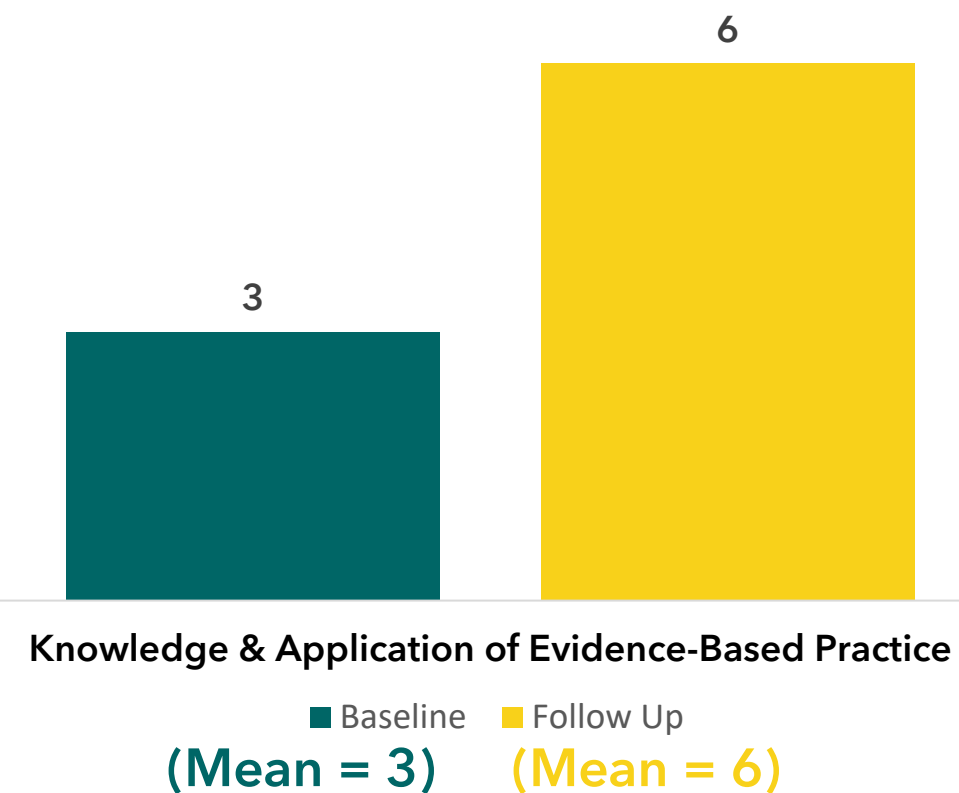 6
3
Knowledge & Application of Evidence-Based Practice
Baseline Follow Up
(Mean = 3) (Mean = 6)